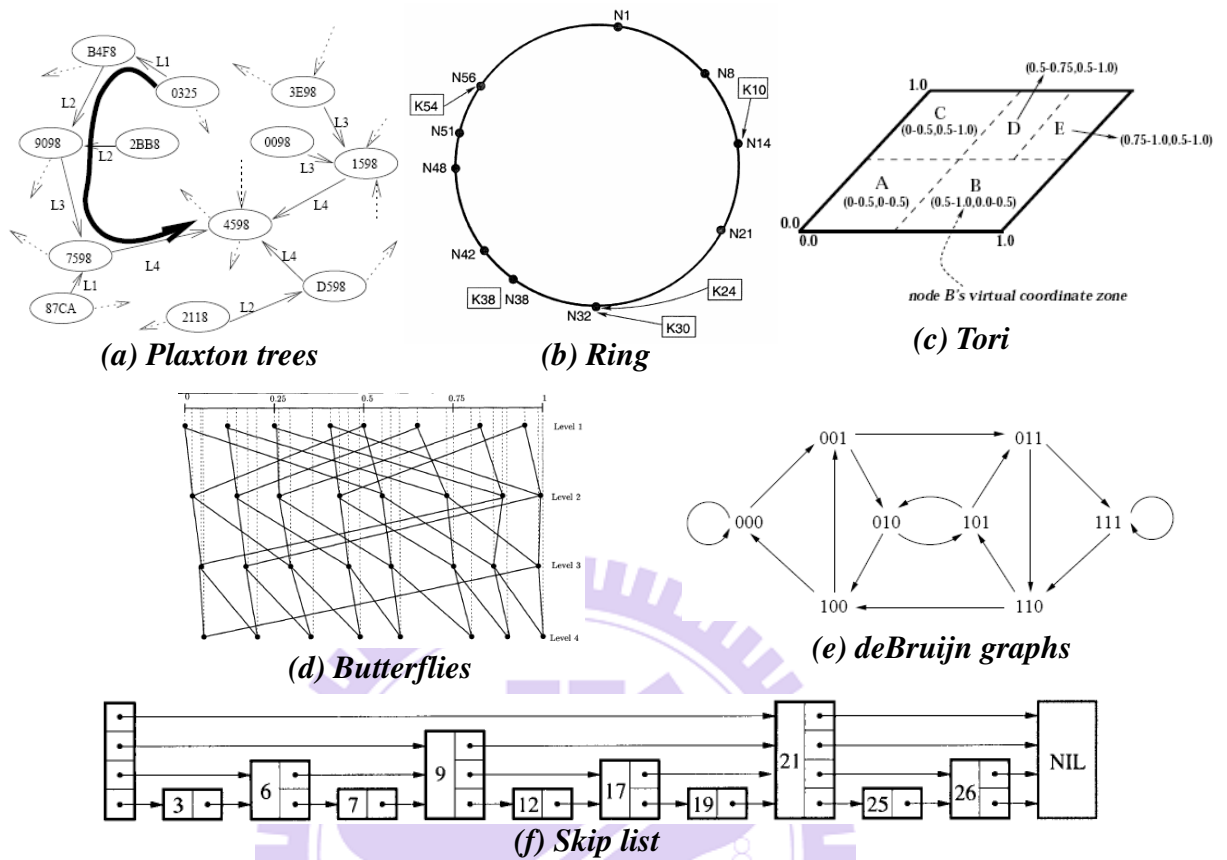 B4F8
L1
0325
L2
9098
2BB8
L2
L3
7598
L4
L1
87CA
3E98
L3
0098
1598
L3
L4
4598
L4
D598
2118
L2
(a) Plaxton trees
N1
N8
K10
N14
N21
K24
N32
K30
K38
N38
N42
N48
N51
K54
N56
(b) Ring
(0.5-0.75,0.5-1.0)
1.0
C
(0-0.5,0.5-1.0)
D
E
(0.75-1.0,0.5-1.0)
A
(0-0.5,0-0.5)
B
(0.5-1.0,0.0-0.5)
0.0
0.0
1.0
node B's virtual coordinate zone
(c) Tori
0
0.25
0.5
0.75
1
Level 1
Level 2
Level 3
Level 4
(d) Butterflies
001
011
000
010
101
111
100
110
(e) deBruijn graphs
3
6
7
9
12
17
19
21
25
26
NIL
(f) Skip list